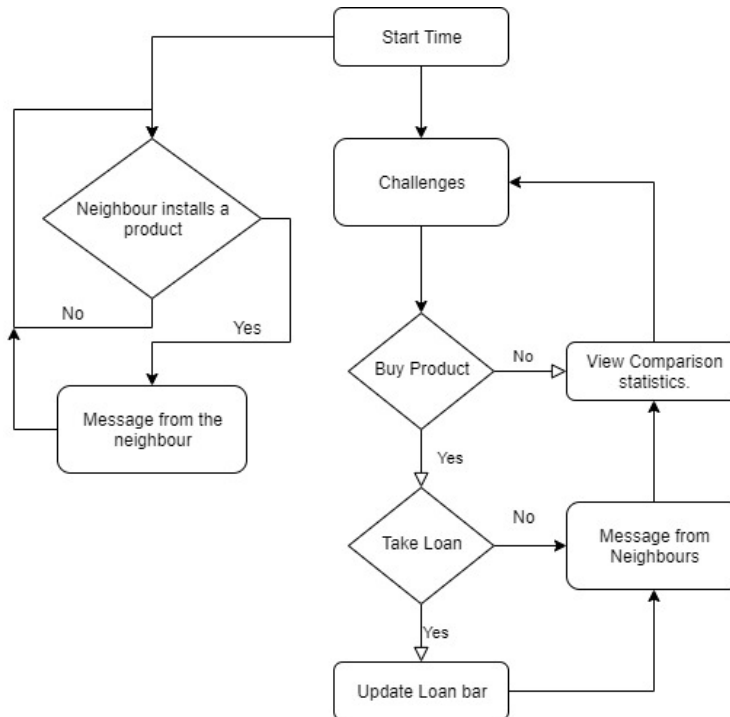 Start Time
Challenges
Neighbour installs a
product
No
Yes
Message from the
neighbour
Buy Product
No
View Comparison
statistics.
Yes
Take Loan
No
Message from
Neighbours
Yes
Update Loan bar